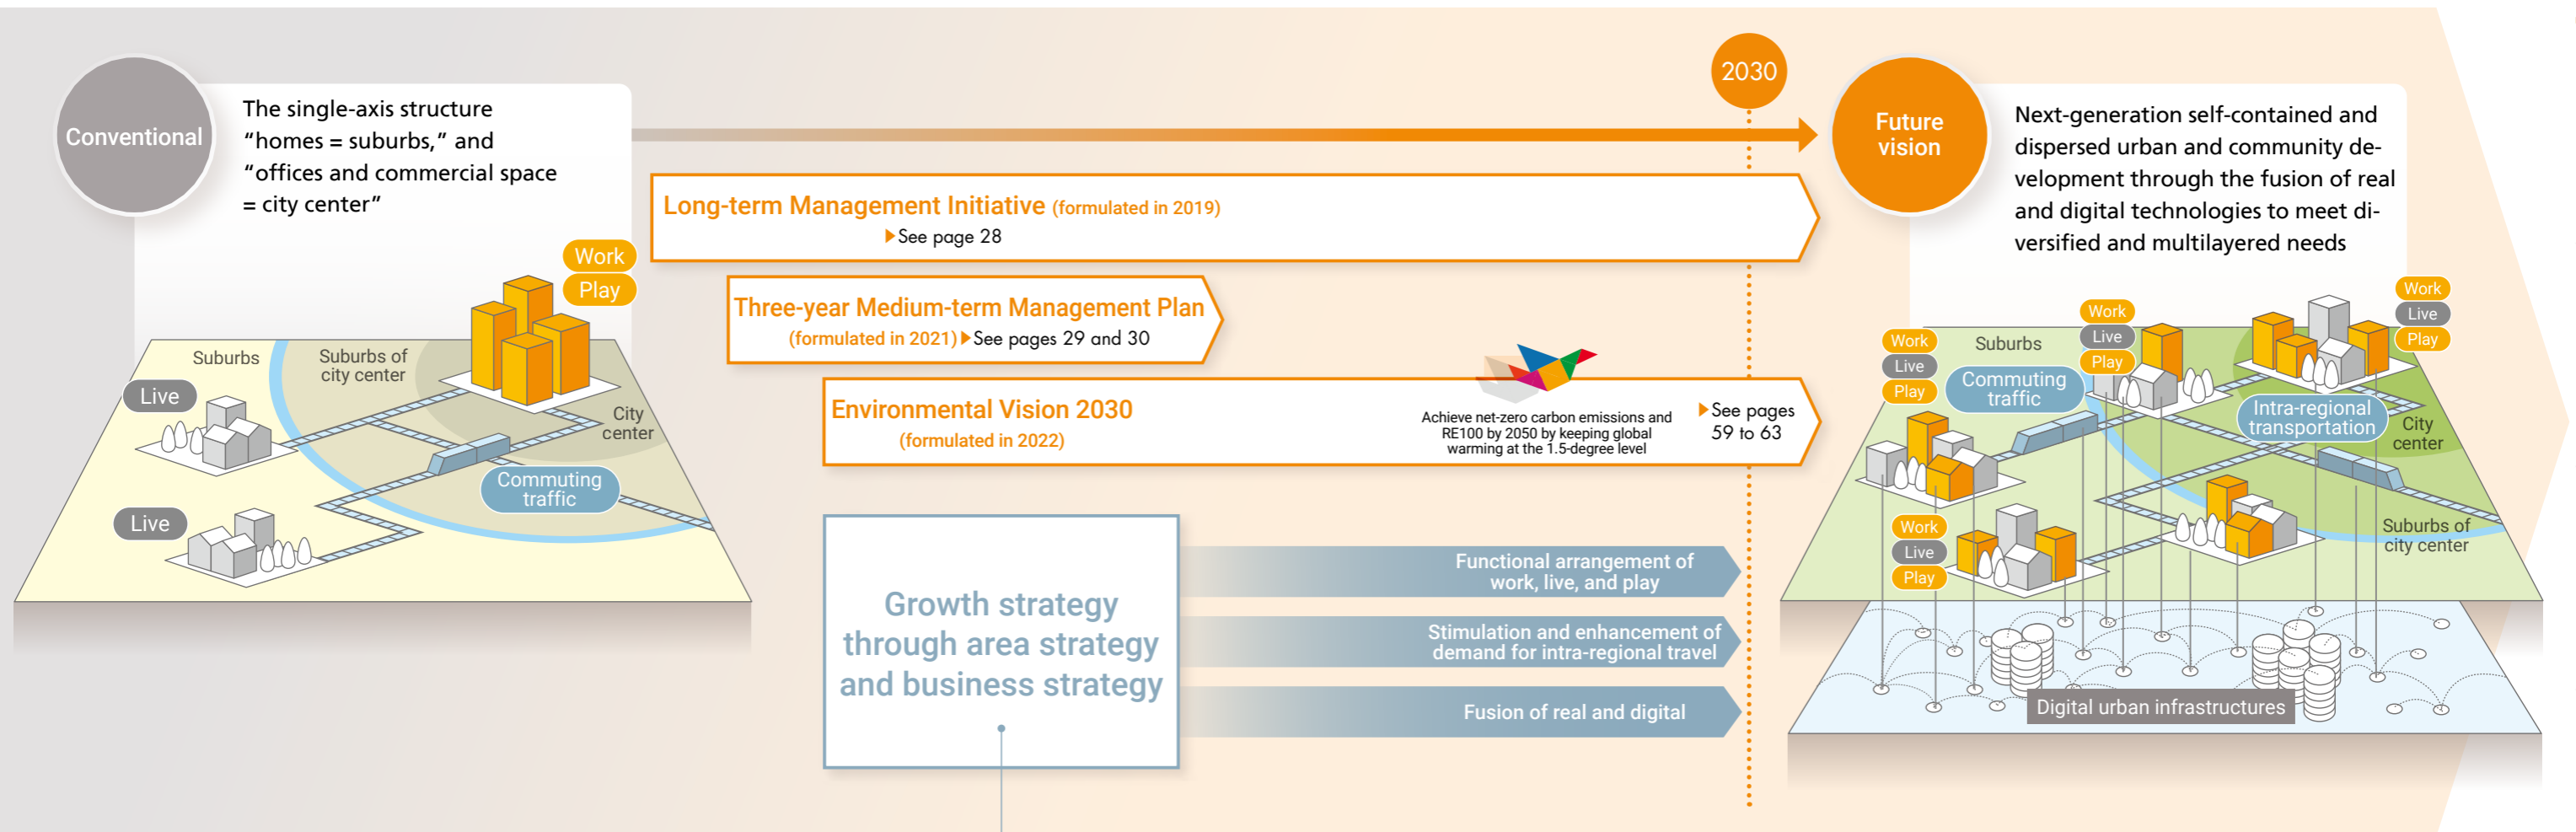 Conventional
The single-axis structure
“homes = suburbs,” and
“offices and commercial space
= city center”
Work
Play
Suburbs
Suburbs of
city center
Live
City
center
Commuting
traffic
Live
2030
Long-term Management Initiative (formulated in 2019)
See page 28
Three-year Medium-term Management Plan
(formulated in 2021) See pages 29 and 30
Environmental Vision 2030
(formulated in 2022)
Achieve net-zero carbon emissions and
RE100 by 2050 by keeping global
warming at the 1.5-degree level
See pages
59 to 63
Growth strategy
through area strategy
and business strategy
Functional arrangement of
work, live, and play
Stimulation and enhancement of
demand for intra-regional travel
Fusion of real and digital
Future
vision
Next-generation self-contained and
dispersed urban and community de-
velopment through the fusion of real
and digital technologies to meet di-
versified and multilayered needs
Work
Live
Play
Suburbs
Commuting
traffic
Work
Live
Play
Work
Live
Play
Intra-regional
transportation
City
center
Work
Live
Play
Suburbs of
city center
Digital urban infrastructures